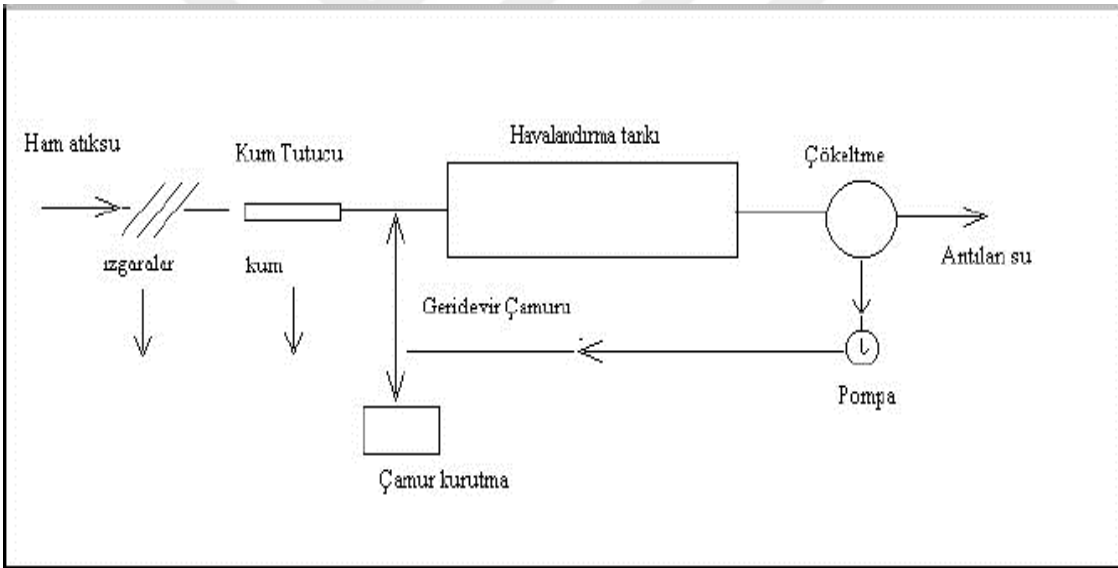 Ham atıksu
Kum Tutucu
Havalandırma tankı
Çökeltme
ızgaralar
kum
Arıtılan su
Geridevir Çamuru
Pompa
Çamur kurutma